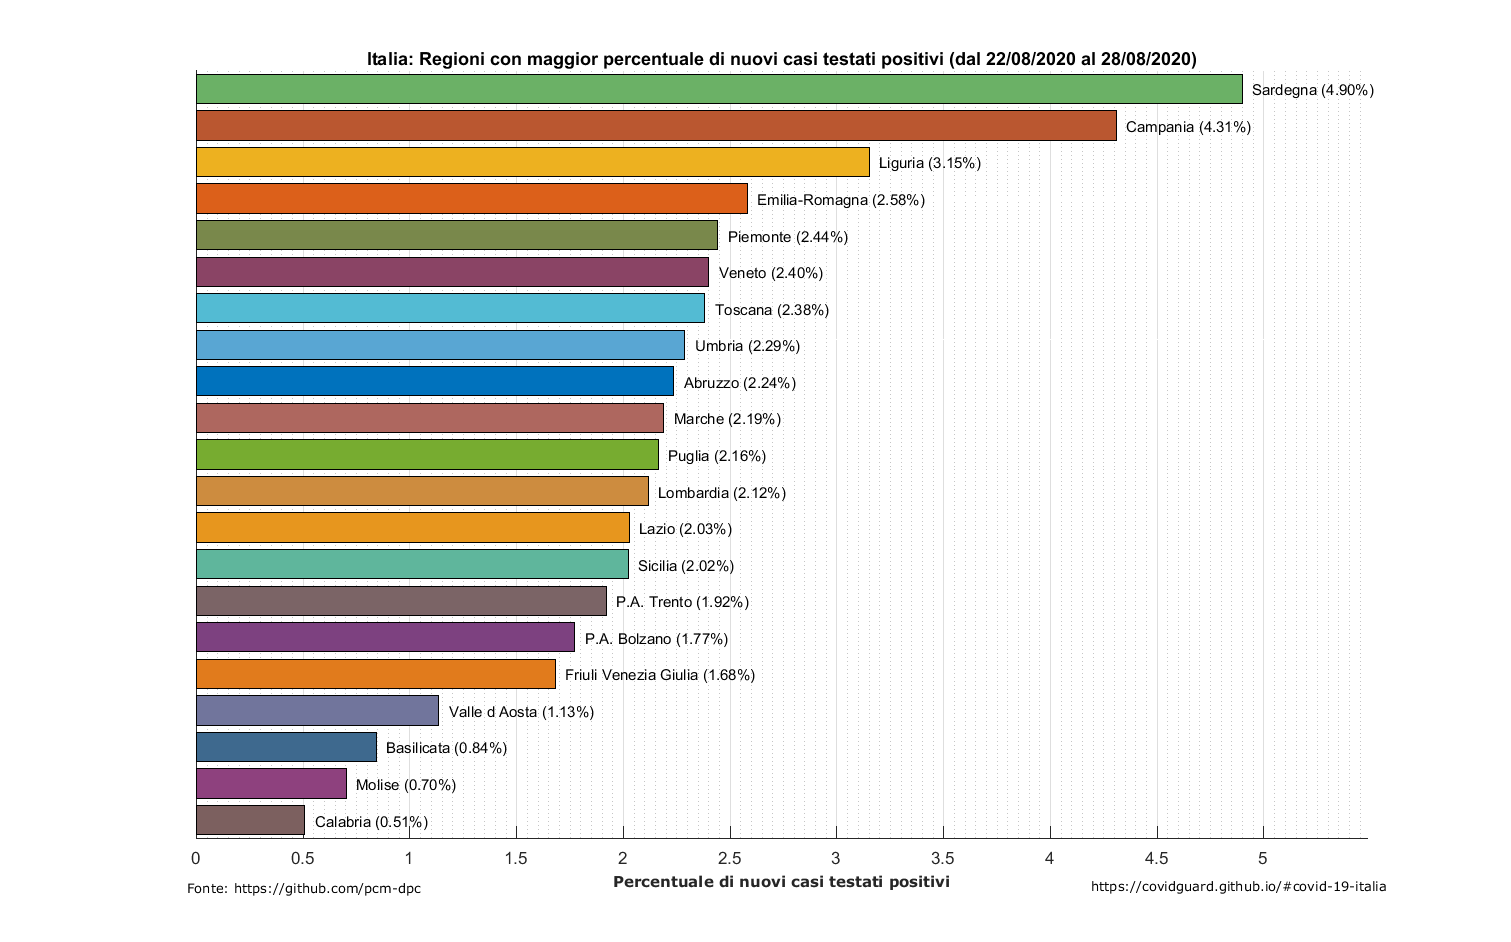 Italia: Regioni con maggior percentuale di nuovi casi testati positivi (dal 22/08/2020 al 28/08/2020)
Sardegna (4.90%)
Campania (4.31%)
Liguria (3.15%)
Emilia-Romagna (2.58%)
Piemonte (2.44%)
Veneto (2.40%)
Toscana (2.38%)
Umbria (2.29%)
Abruzzo (2.24%)
Marche (2.19%)
Puglia (2.16%)
Lombardia (2.12%)
Lazio (2.03%)
Sicilia (2.02%)
P.A. Trento (1.92%)
P.A. Bolzano (1.77%)
Friuli Venezia Giulia (1.68%)
Valle d Aosta (1.13%)
Basilicata (0.84%)
Molise (0.70%)
Calabria (0.51%)
0 0.5 1 1.5 2 2.5 3 3.5 4 4.5 5
Percentuale di nuovi casi testati positivi
Fonte: https://github.com/pcm-dpc
https://covidguard.github.io/#covid-19-italia